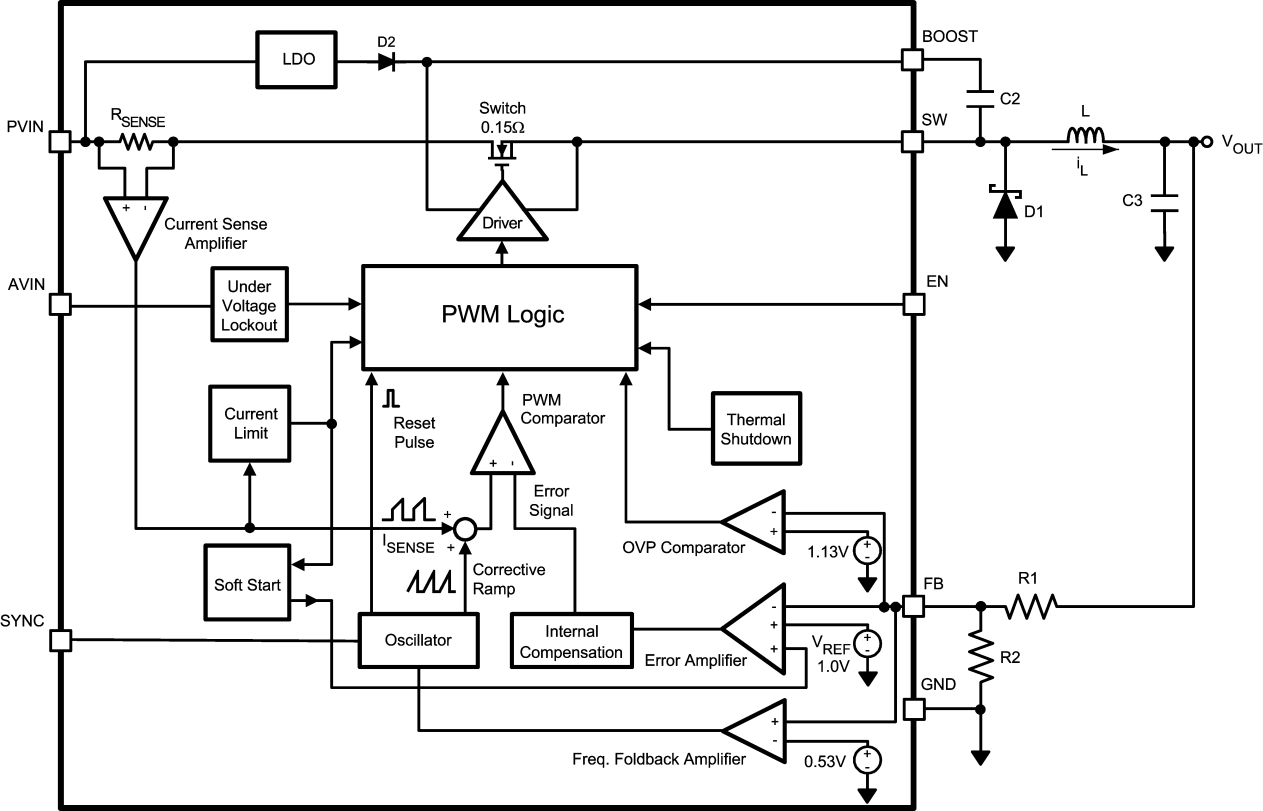 BOOST
D2
LDO
C2
Switch
0.15Ω
RSENSE
PVIN
SW
L
VOUT
iL
+ -
Current Sense
Amplifier
Driver
D1
C3
AVIN
EN
Under
Voltage
Lockout
PWM Logic
Current
Limit
Reset
Pulse
PWM
Comparator
Thermal
Shutdown
+ -
Error
Signal
ISENSE
+
+
-
+
OVP Comparator
1.13V
+
-
Soft Start
Corrective
Ramp
FB
R1
SYNC
Oscillator
Internal
Compensation
-
+
+
Error Amplifier
VREF
1.0V
+
-
R2
GND
+
-
Freq. Foldback Amplifier
0.53V
+
-